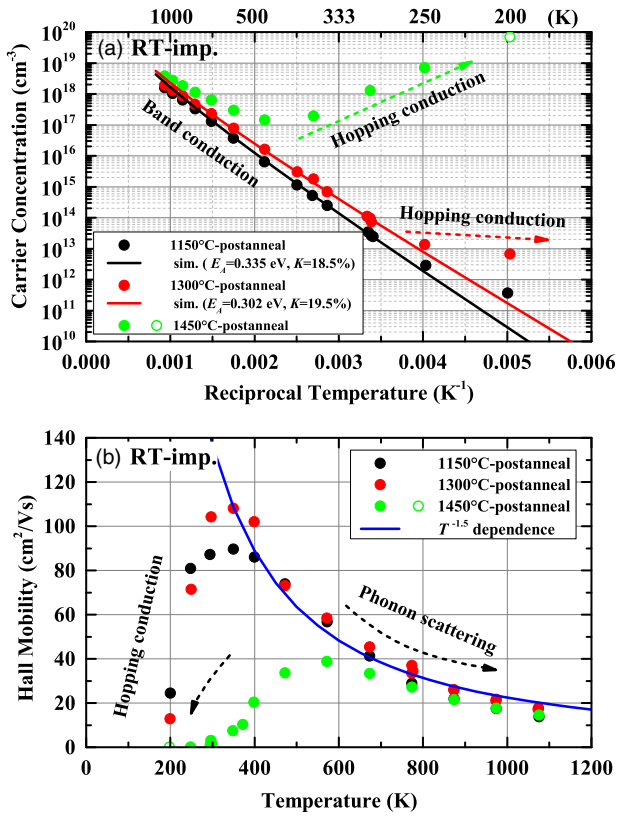 1000 500 333 250 200 (K)
10^20
10^19
10^18
10^17
10^16
10^15
10^14
10^13
10^12
10^11
10^10
Carrier Concentration (cm^-3)
(a) RT-imp.
Hopping conduction
Band conduction
Hopping conduction
1150°C-postanneal
sim. ( E_A=0.335 eV, K=18.5%)
1300°C-postanneal
sim. (E_A=0.302 eV, K=19.5%)
1450°C-postanneal
0.000 0.001 0.002 0.003 0.004 0.005 0.006
Reciprocal Temperature (K^-1)
140
120
100
80
60
40
20
0
Hall Mobility (cm^2/Vs)
(b) RT-imp.
1150°C-postanneal
1300°C-postanneal
1450°C-postanneal
T^-1.5 dependence
Phonon scattering
Hopping conduction
0 200 400 600 800 1000 1200
Temperature (K)